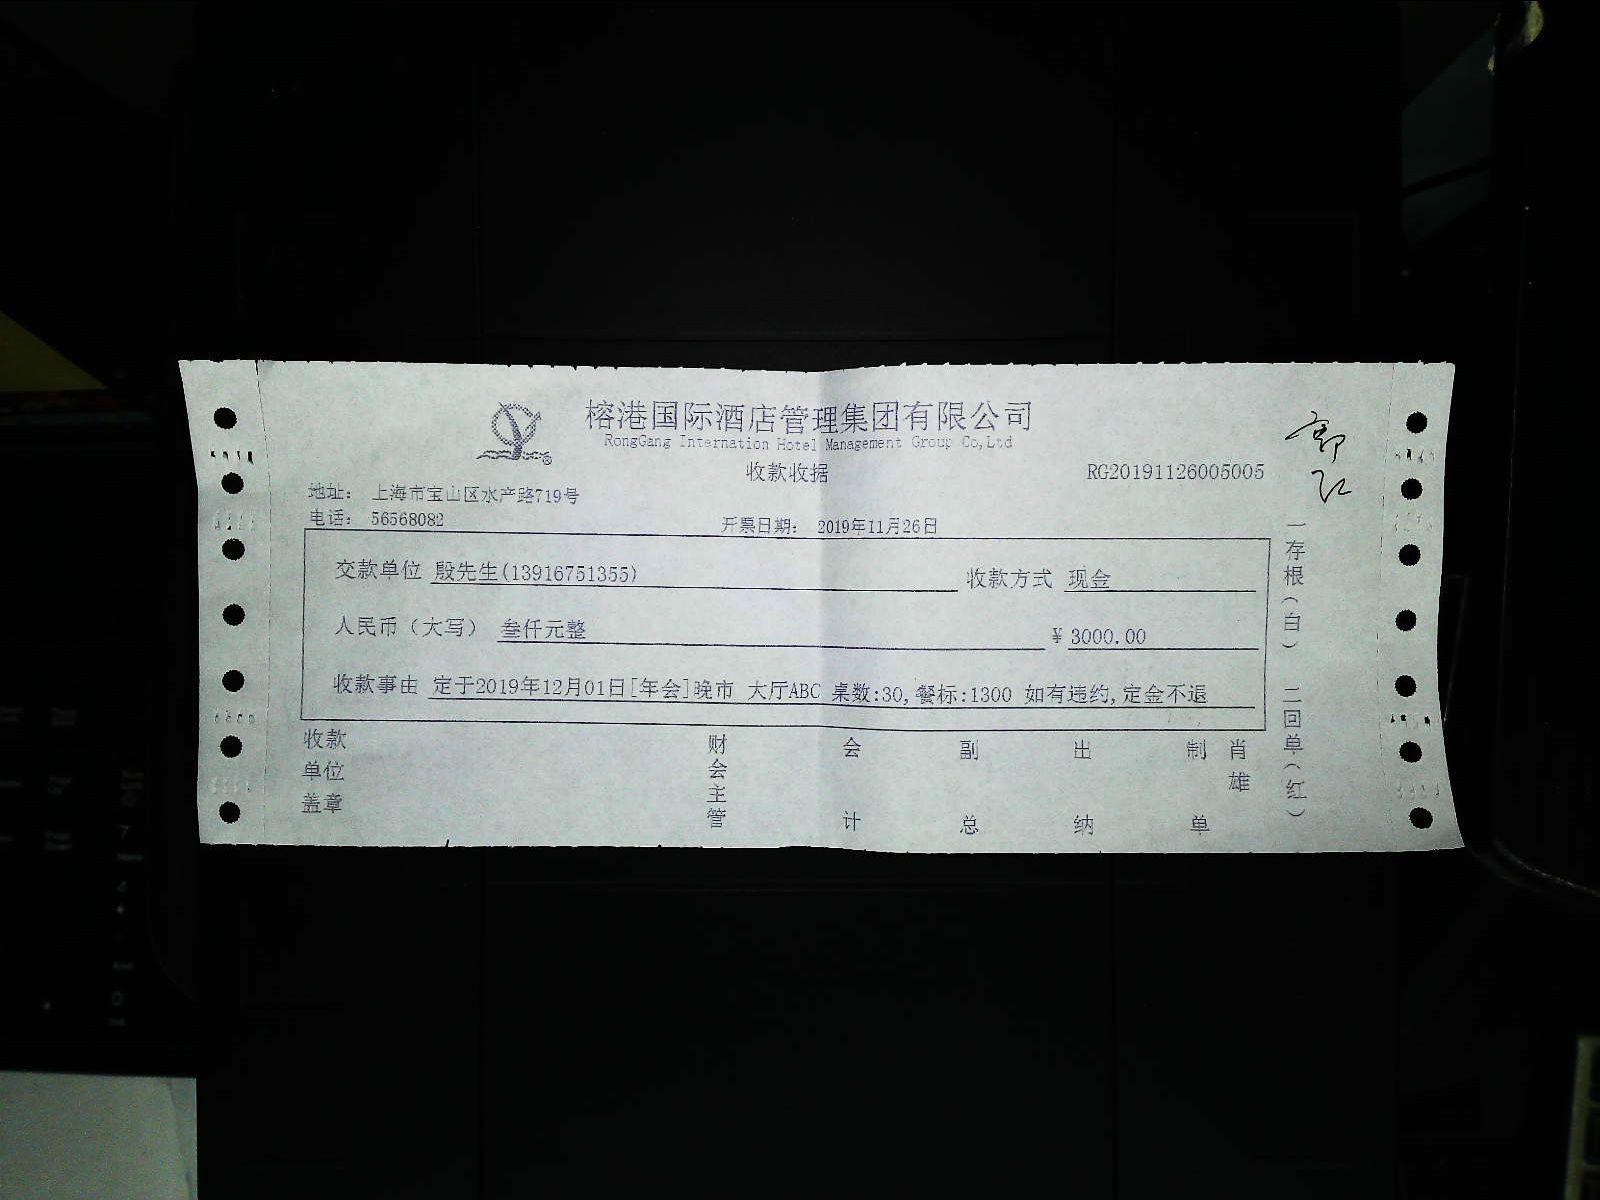 榕港国际酒店管理集团有限公司
RongGang Internation Hotel Management Group Co,Ltd
收款收据
RG20191126005005
地址： 上海市宝山区水产路719号
电话： 56568082
开票日期： 2019年11月26日
交款单位 殷先生(13916751355) 收款方式 现金
人民币（大写） 叁仟元整 ¥ 3000.00
收款事由 定于2019年12月01日[年会]晚市 大厅ABC 桌数:30,餐标:1300 如有违约,定金不退
收款单位盖章
财会主管
会计
副总
出纳
制单
肖雄
一存根（白） 二回单（红）